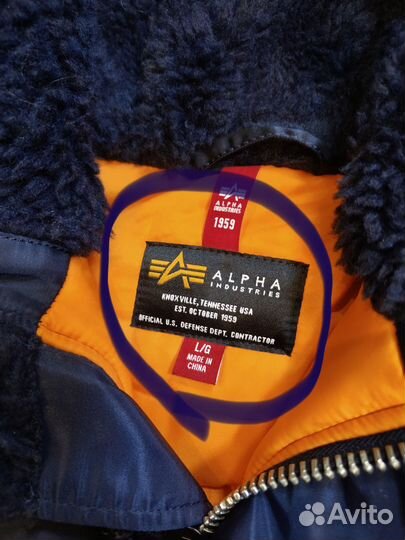 ALPHA
INDUSTRIES
1959
ALPHA
INDUSTRIES
KNOXVILLE, TENNESSEE USA
EST. OCTOBER 1959
OFFICIAL U.S. DEFENSE DEPT. CONTRACTOR
L/G
MADE IN
CHINA
Avito